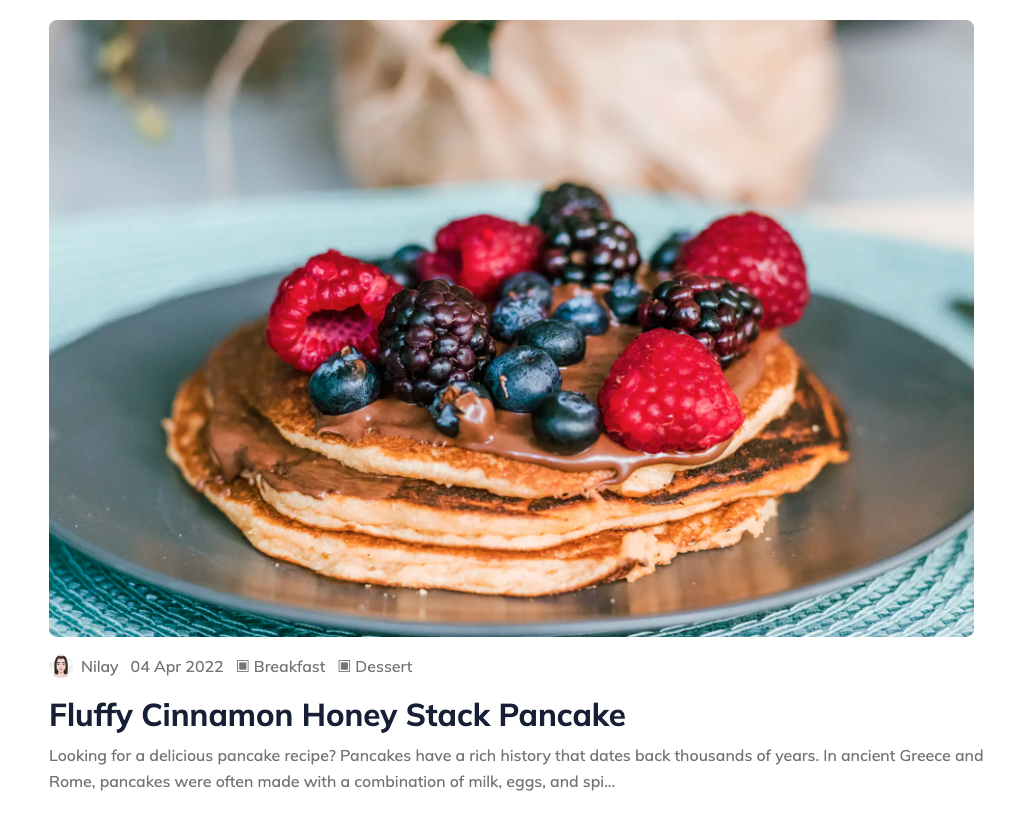 Nilay 04 Apr 2022 Breakfast Dessert
Fluffy Cinnamon Honey Stack Pancake
Looking for a delicious pancake recipe? Pancakes have a rich history that dates back thousands of years. In ancient Greece and
Rome, pancakes were often made with a combination of milk, eggs, and spi...